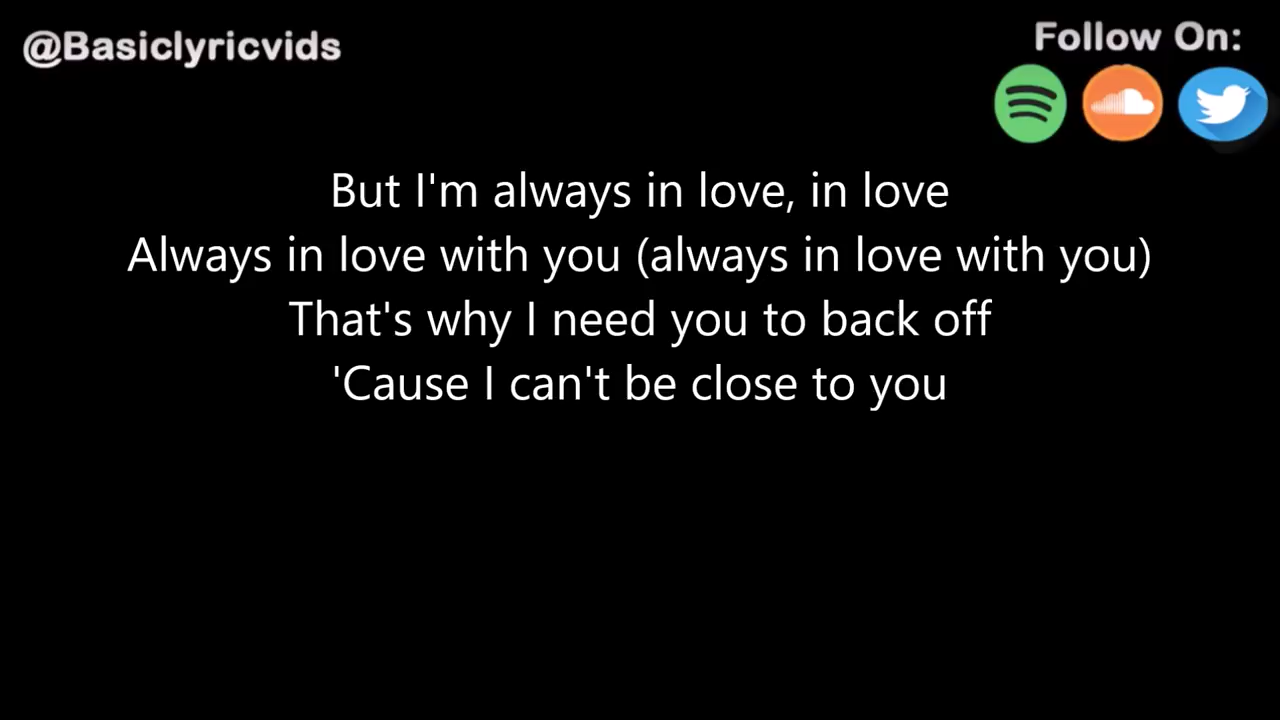 @Basiclyricvids
Follow On:
But I'm always in love, in love
Always in love with you (always in love with you)
That's why I need you to back off
'Cause I can't be close to you